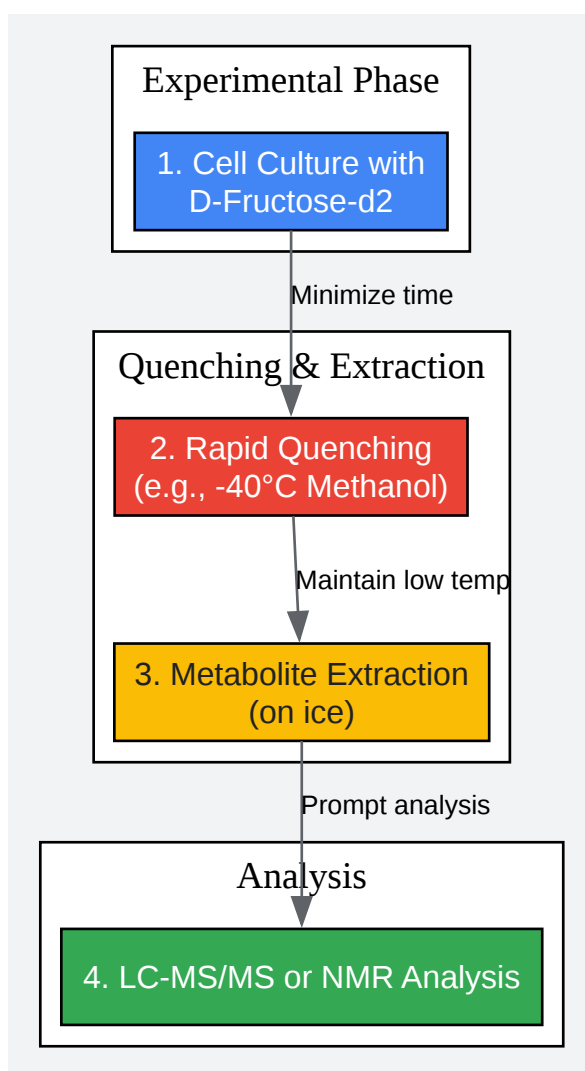 Experimental Phase
1. Cell Culture with
D-Fructose-d2
Minimize time
Quenching & Extraction
2. Rapid Quenching
(e.g., -40°C Methanol)
Maintain low temp
3. Metabolite Extraction
(on ice)
Prompt analysis
Analysis
4. LC-MS/MS or NMR Analysis